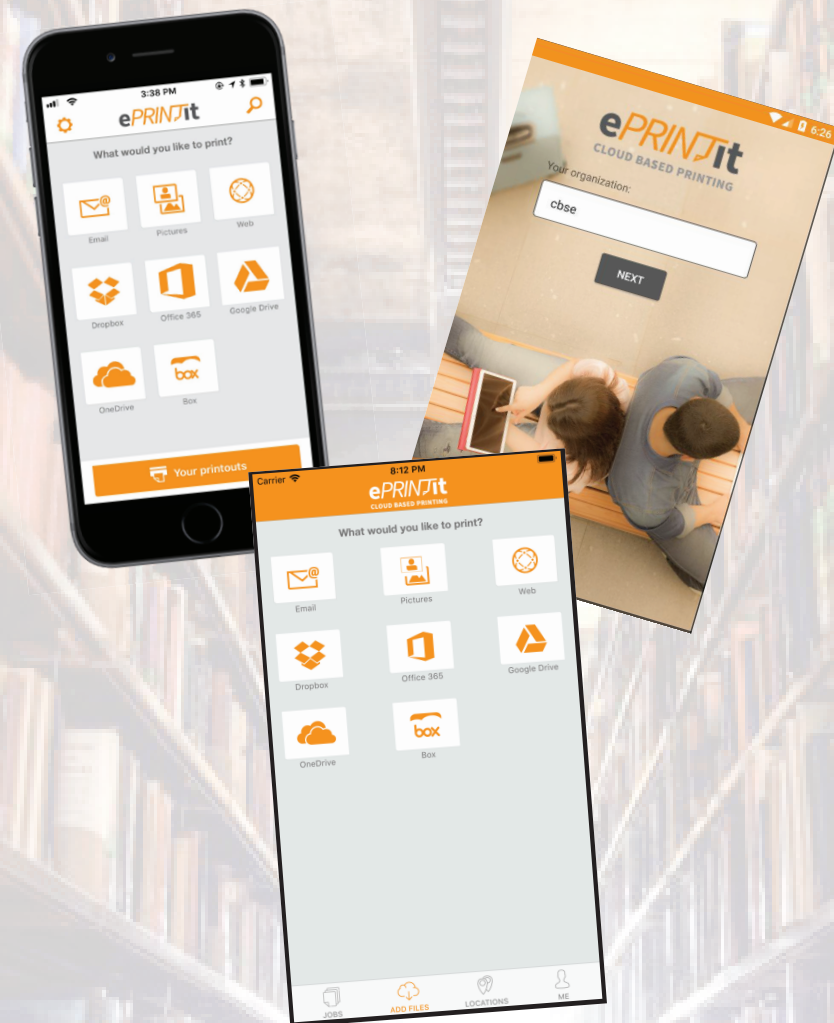 3:38 PM
ePRINTit
What would you like to print?
Email
Pictures
Web
Dropbox
Office 365
Google Drive
OneDrive
box
Box
Your printouts
6:26
ePRINTit
CLOUD BASED PRINTING
Your organization:
cbse
NEXT
Carrier
8:12 PM
ePRINTit
CLOUD BASED PRINTING
What would you like to print?
Email
Pictures
Web
Dropbox
Office 365
Google Drive
OneDrive
box
Box
JOBS
ADD FILES
LOCATIONS
ME